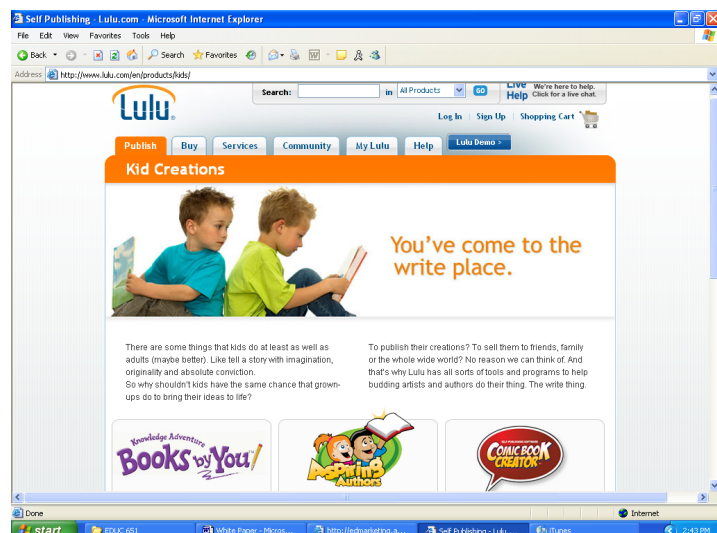 Self Publishing - Lulu.com - Microsoft Internet Explorer
File Edit View Favorites Tools Help
Back Search Favorites
Address http://www.lulu.com/en/products/kids/
Search: in All Products GO Live Help We're here to help. Click for a live chat.
Lulu
Log In Sign Up Shopping Cart
Publish Buy Services Community My Lulu Help Lulu Demo >
Kid Creations
You've come to the
write place.
There are some things that kids do at least as well as
adults (maybe better). Like tell a story with imagination,
originality and absolute conviction.
So why shouldn't kids have the same chance that grown-
ups do to bring their ideas to life?
To publish their creations? To sell them to friends, family
or the whole wide world? No reason we can think of. And
that's why Lulu has all sorts of tools and programs to help
budding artists and authors do their thing. The write thing.
Knowledge Adventure
BOOKS by YOU!
Aspiring
Authors
COMIC BOOK
CREATOR
Done Internet
start EDUC 651 White Paper - Micros... http://edmarketing.a... Self Publishing - Lulu... iTunes 2:43 PM